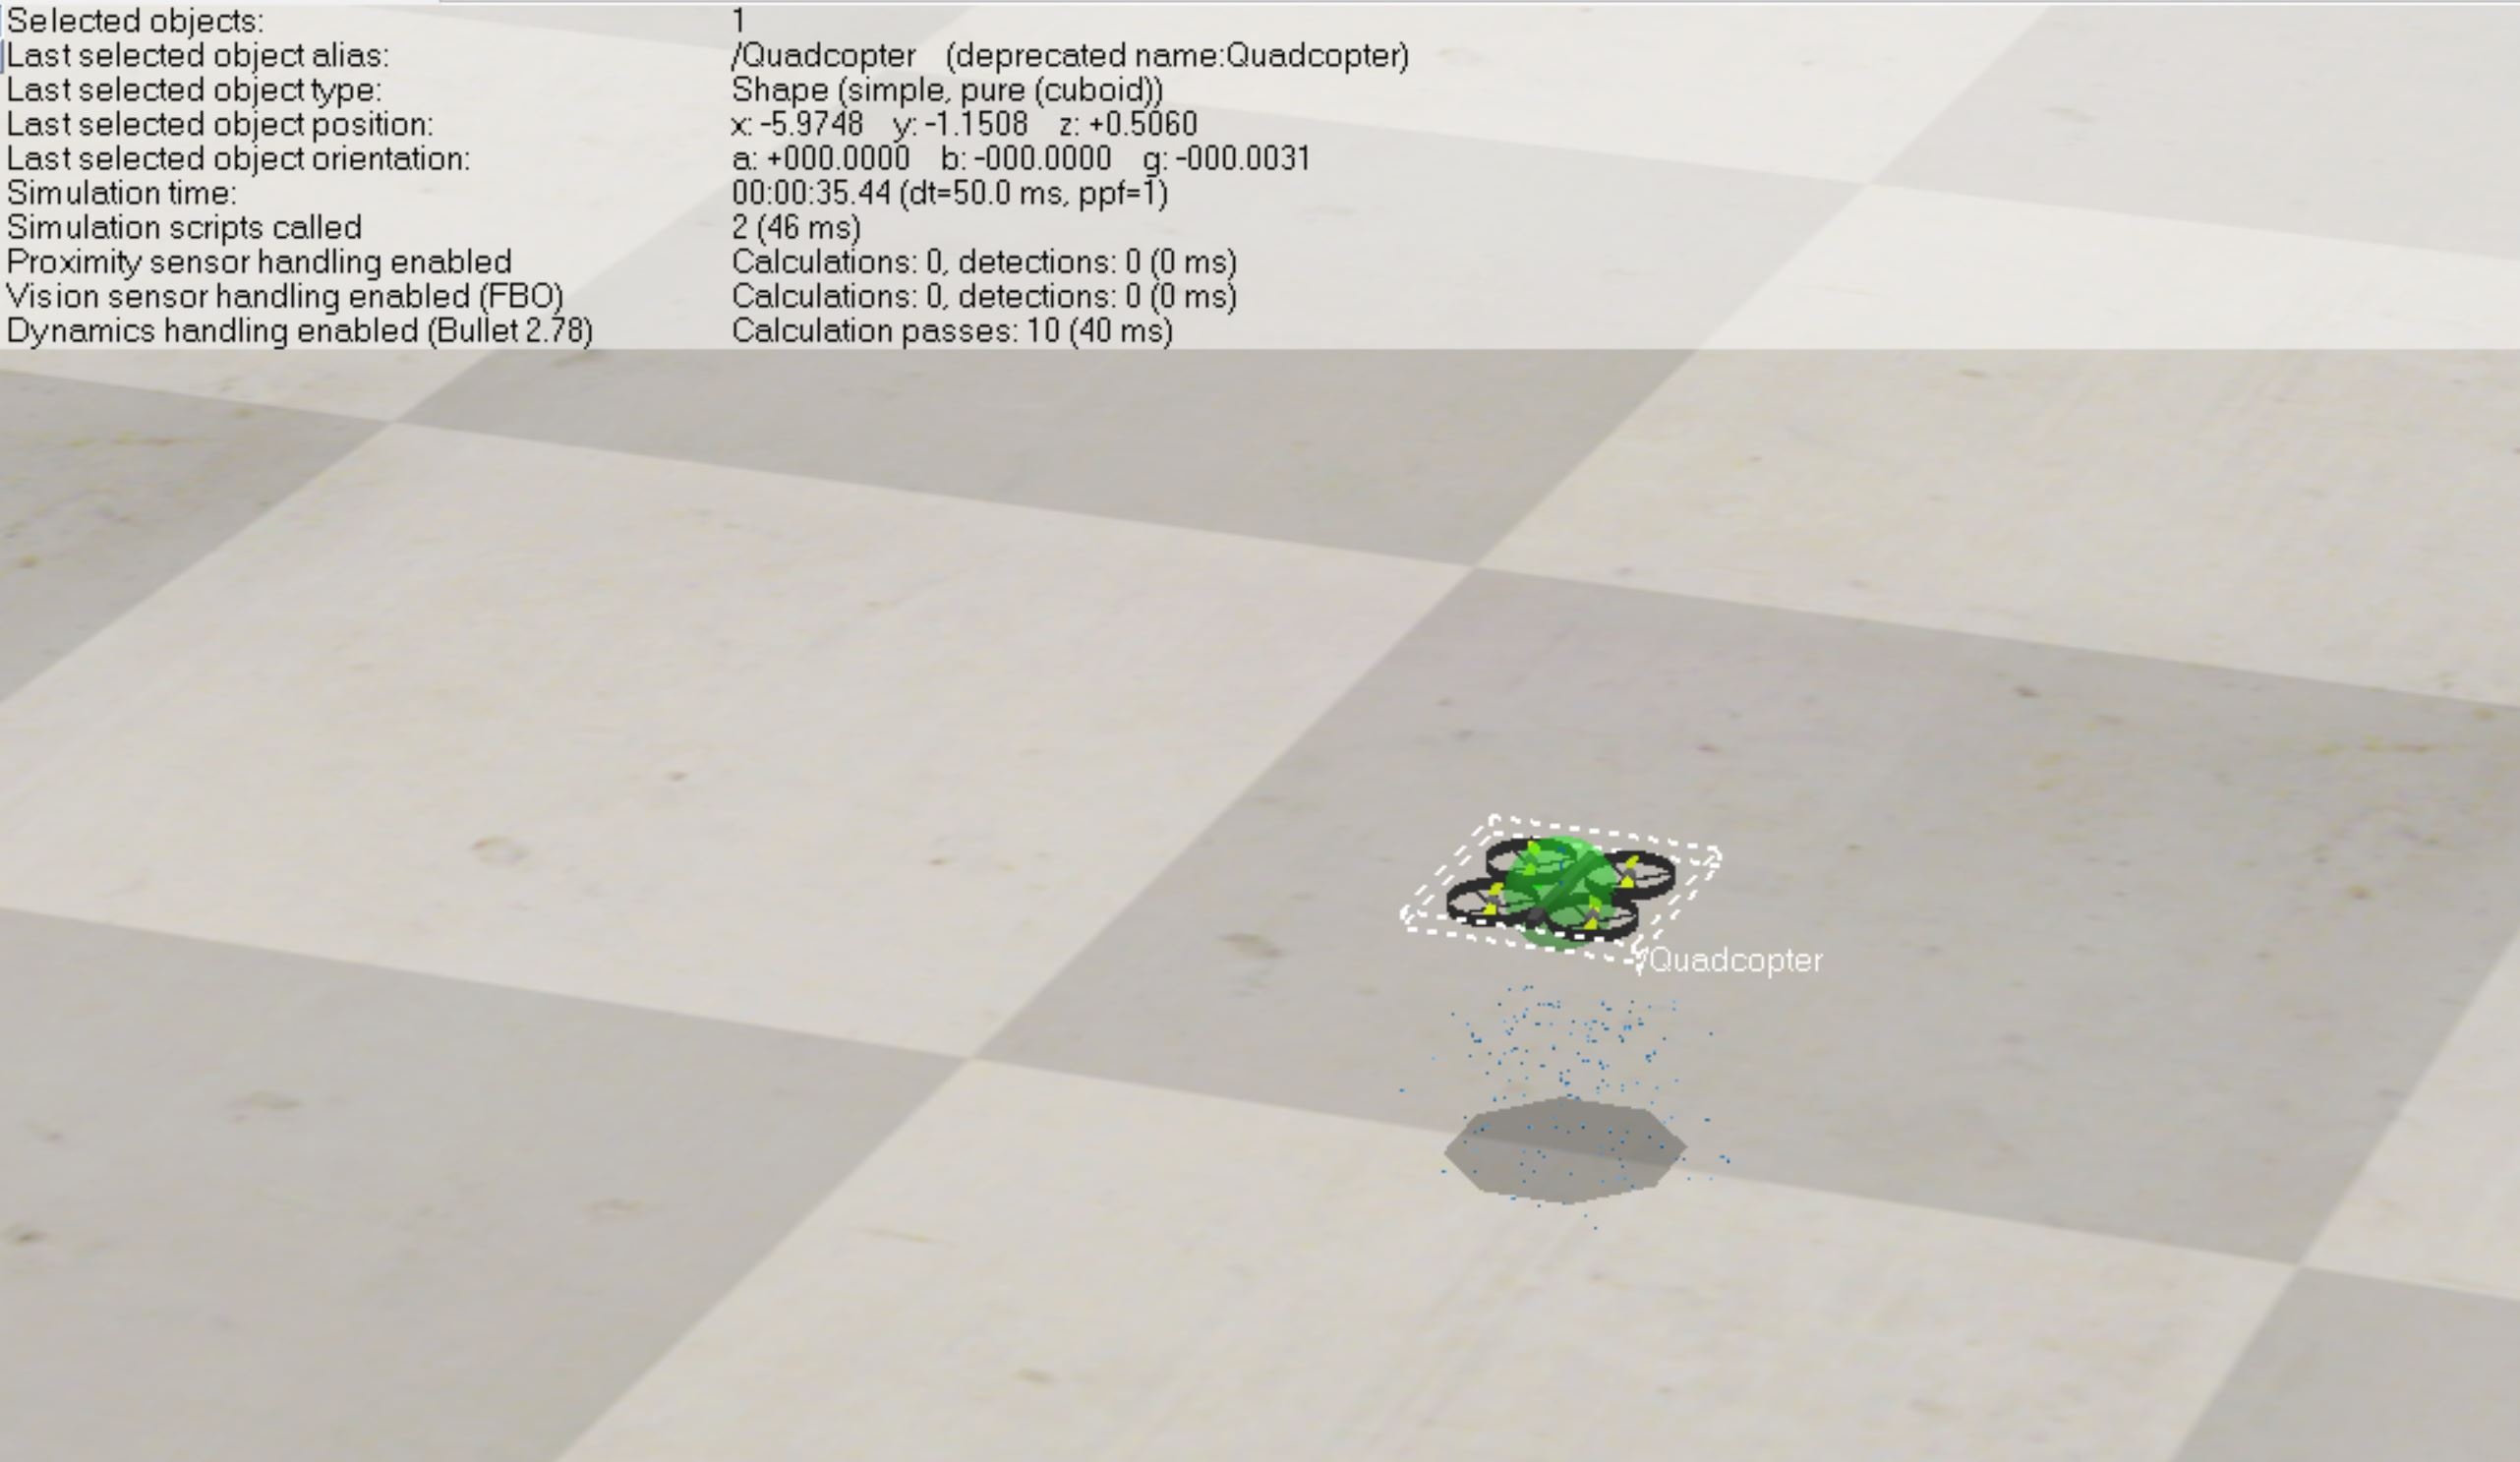 Selected objects: 1
Last selected object alias: /Quadcopter (deprecated name:Quadcopter)
Last selected object type: Shape (simple, pure (cuboid))
Last selected object position: x: -5.9748 y: -1.1508 z: +0.5060
Last selected object orientation: a: +000.0000 b: -000.0000 g: -000.0031
Simulation time: 00:00:35.44 (dt=50.0 ms, ppf=1)
Simulation scripts called 2 (46 ms)
Proximity sensor handling enabled Calculations: 0, detections: 0 (0 ms)
Vision sensor handling enabled (FBO) Calculations: 0, detections: 0 (0 ms)
Dynamics handling enabled (Bullet 2.78) Calculation passes: 10 (40 ms)
/Quadcopter